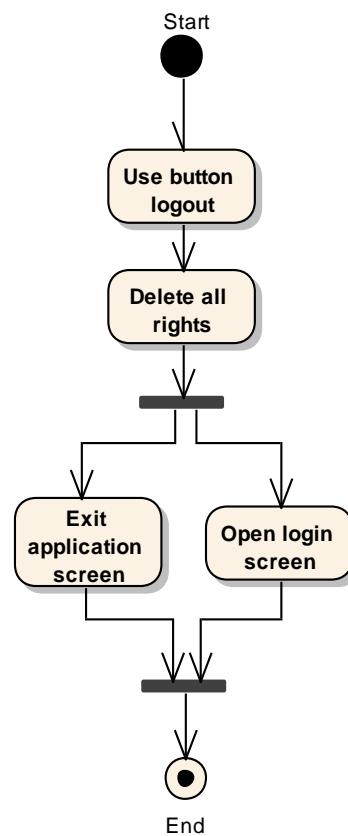 Start
Use button
logout
Delete all
rights
Exit
application
screen
Open login
screen
End